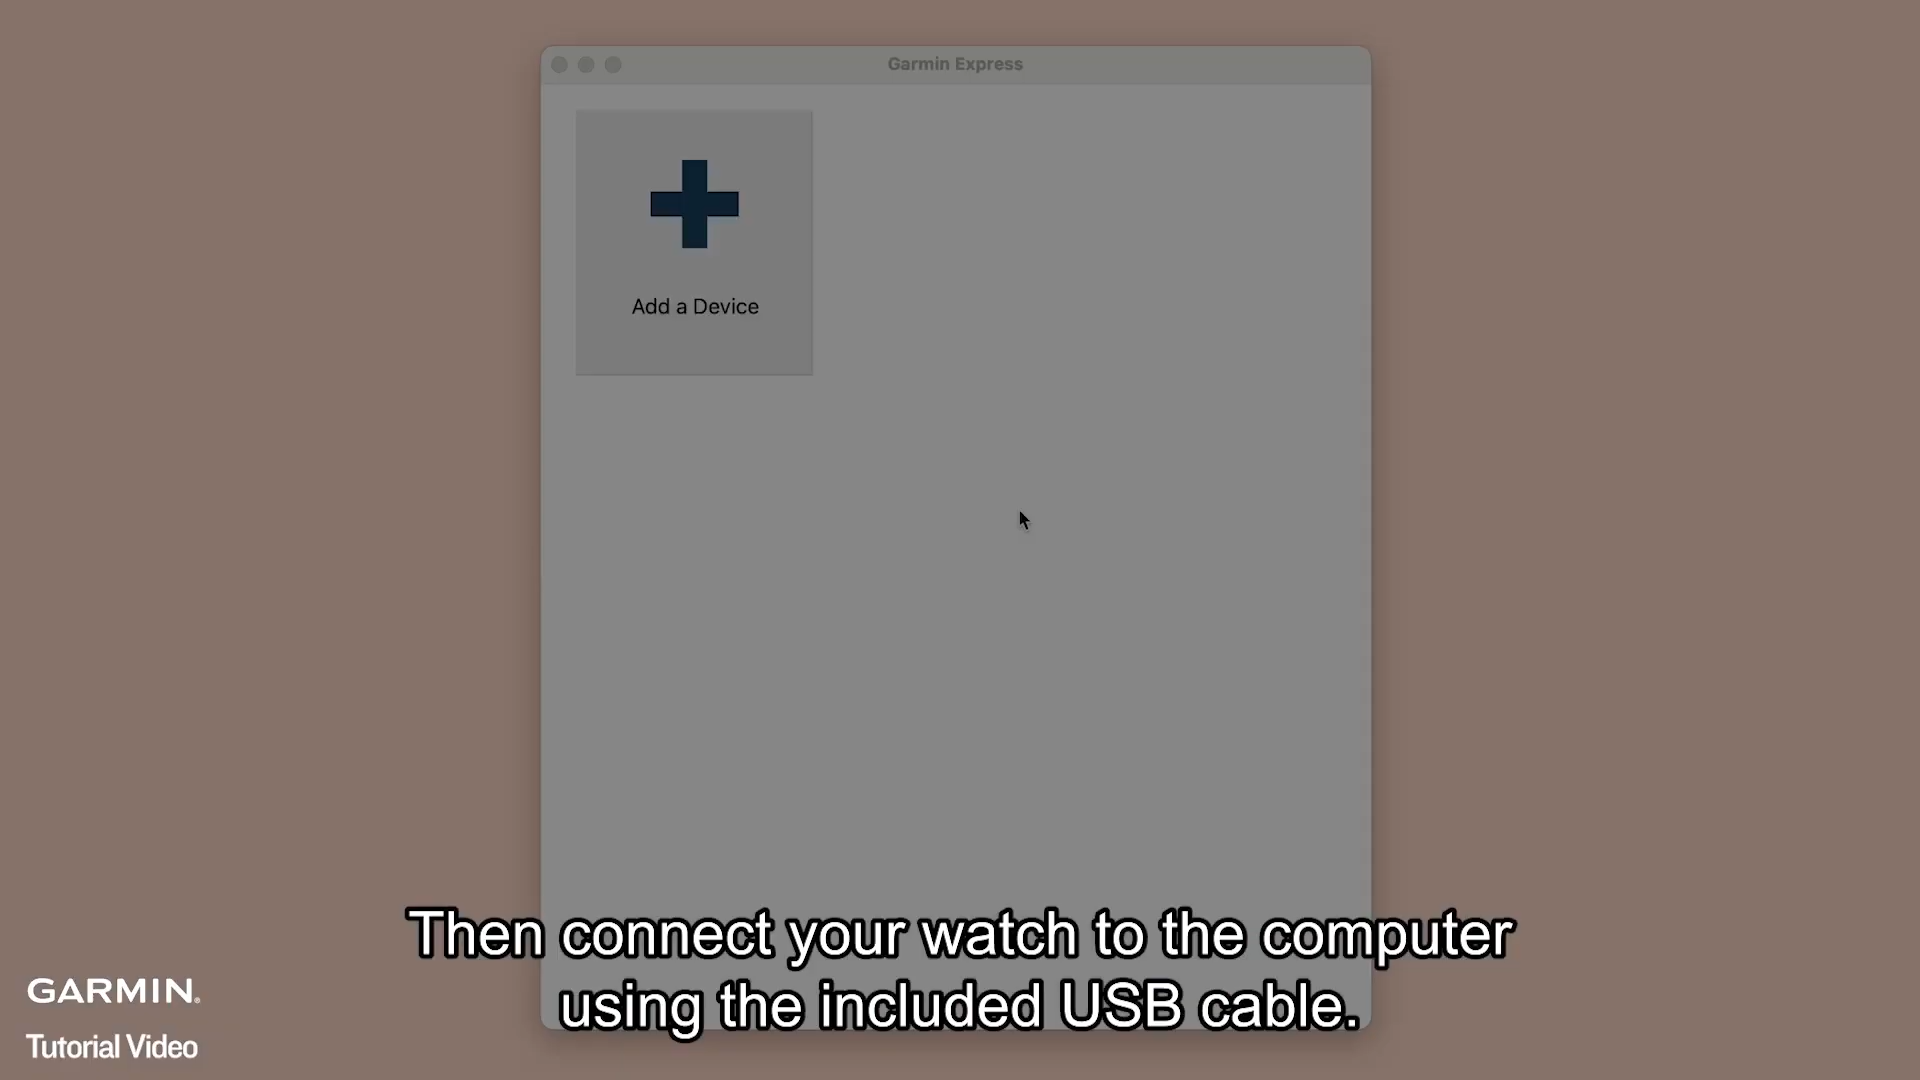 Garmin Express
Add a Device
Then connect your watch to the computer
using the included USB cable.
GARMIN.
Tutorial Video